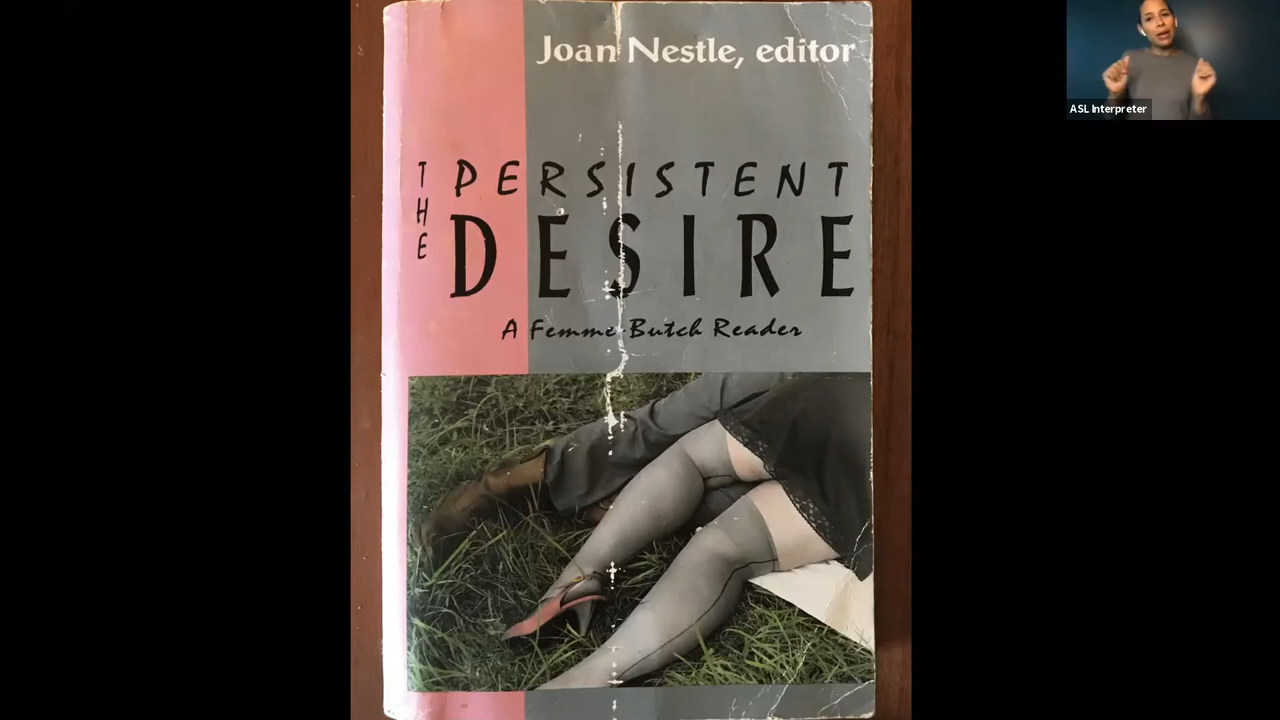 Joan Nestle, editor
THE
PERSISTENT
DESIRE
A Femme-Butch Reader
ASL Interpreter